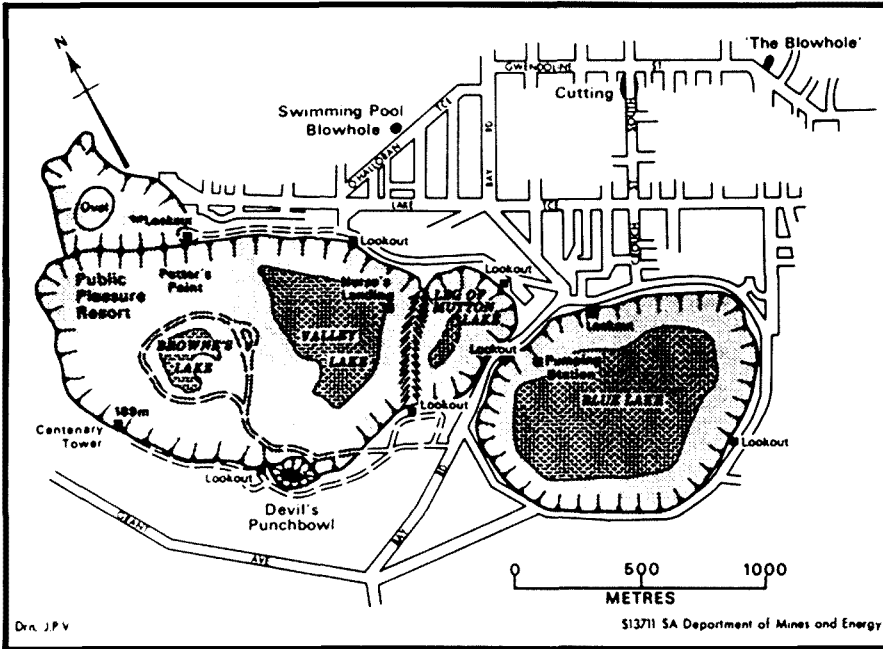 N
'The Blowhole'
GWENDOLINE
ST
Cutting
Swimming Pool
Blowhole
O'HALLORAN
TCE
BAY
RD
LAKE
TCE
Oval
Lookout
Lookout
Public
Pleasure
Resort
Potter's
Point
Lookout
Nurse's
Landing
LEG OF
MUTTON
LAKE
VALLEY
LAKE
BROWNE'S
LAKE
Lookout
Lookout
Pumping
Station
BLUE LAKE
Lookout
Lookout
189m
Centenary
Tower
Lookout
Devil's
Punchbowl
GRANT
AVE
BAY
RD
0 500 1000
METRES
Drn. J.P.V
S13711 SA Department of Mines and Energy